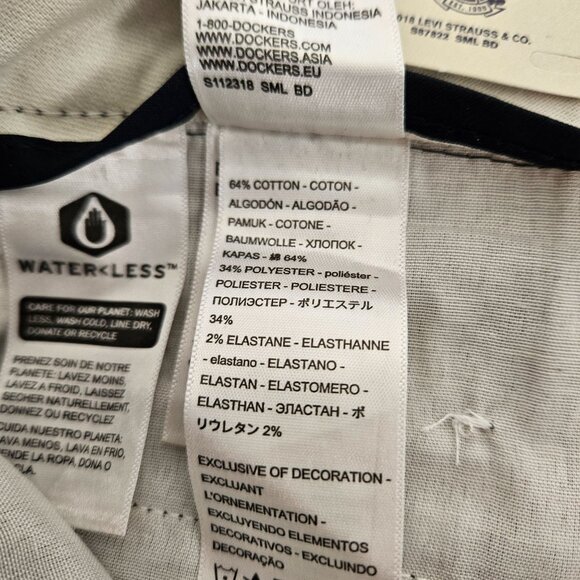 JAKARTA - INDONESIA
1-800-DOCKERS
WWW.DOCKERS.COM
WWW.DOCKERS.ASIA
WWW.DOCKERS.EU
S112318 SML BD
2018 LEVI STRAUSS & CO.
S87822 SML BD
64% COTTON - COTON -
ALGODÓN - ALGODÃO -
PAMUK - COTONE -
BAUMWOLLE - ХЛОПОК -
KAPAS - 綿 64%
34% POLYESTER - poliéster -
POLIESTER - POLIESTERE -
ПОЛИЭСТЕР - ポリエステル
34%
2% ELASTANE - ELASTHANNE
- elastano - ELASTANO -
ELASTAN - ELASTOMERO -
ELASTHAN - ЭЛАСТАН - ポ
リウレタン 2%
EXCLUSIVE OF DECORATION -
EXCLUANT
L'ORNEMENTATION -
EXCLUYENDO ELEMENTOS
DECORATIVOS - EXCLUINDO
DECORAÇÃO
WATER<LESS™
CARE FOR OUR PLANET: WASH
LESS, WASH COLD, LINE DRY,
DONATE OR RECYCLE
PRENEZ SOIN DE NOTRE
PLANETE: LAVEZ MOINS,
LAVEZ A FROID, LAISSEZ
SECHER NATURELLEMENT,
DONNEZ OU RECYCLEZ
CUIDA NUESTRO PLANETA:
LAVA MENOS, LAVA EN FRIO,
TIENDE LA ROPA, DONA O